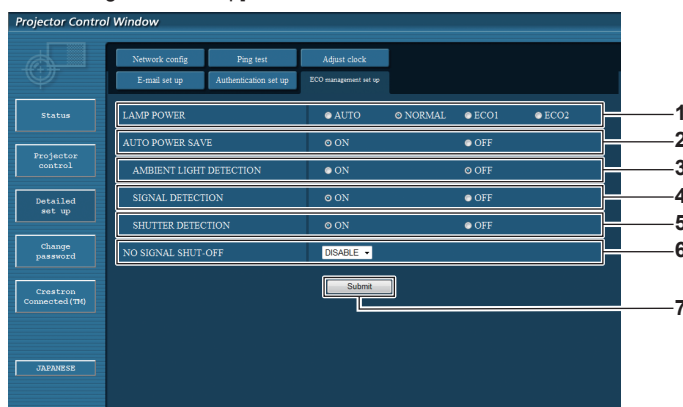 Projector Control Window
Network config Ping test Adjust clock
E-mail set up Authentication set up ECO management set up
Status
LAMP POWER AUTO NORMAL ECO1 ECO2 1
AUTO POWER SAVE ON OFF 2
Projector
control
AMBIENT LIGHT DETECTION ON OFF 3
Detailed
set up
SIGNAL DETECTION ON OFF 4
SHUTTER DETECTION ON OFF 5
Change
password
NO SIGNAL SHUT-OFF DISABLE 6
Crestron
Connected(TM)
Submit
7
JAPANESE